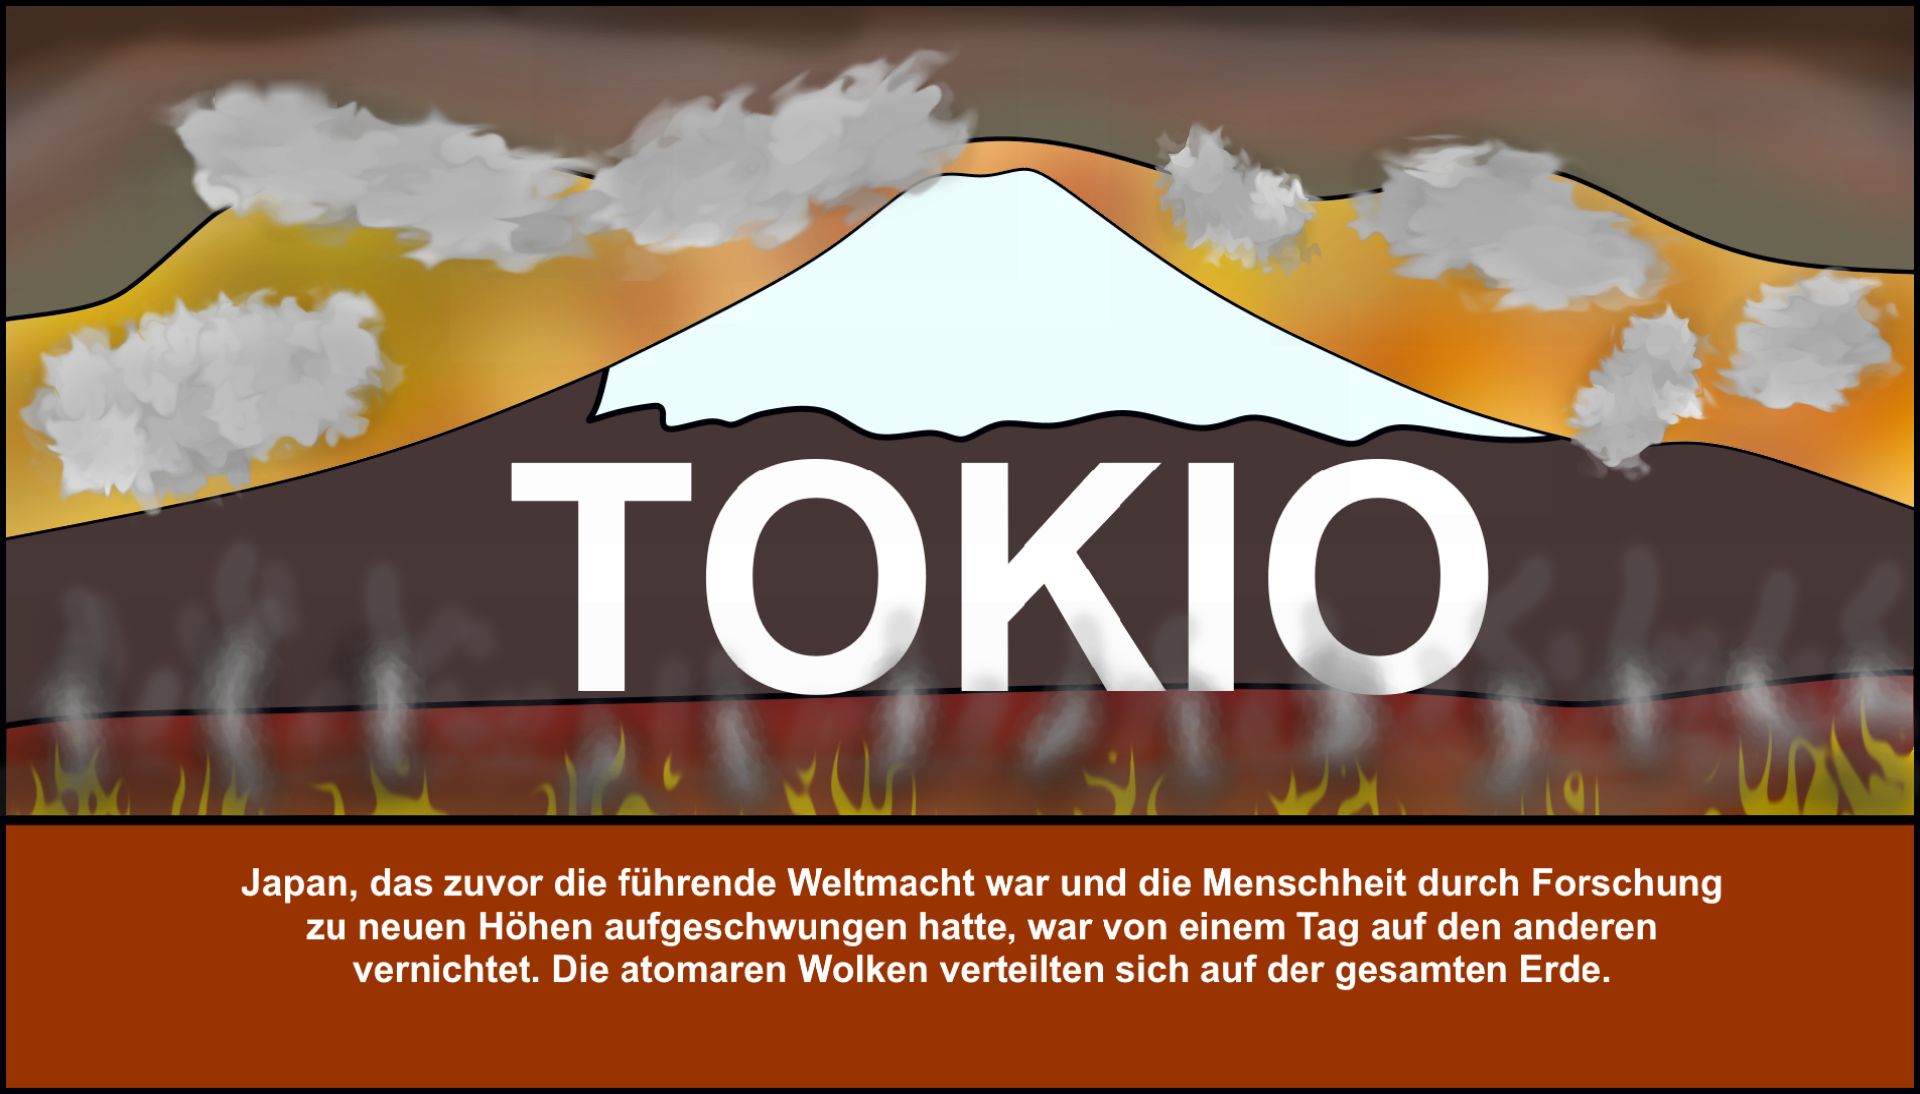 TOKIO
Japan, das zuvor die führende Weltmacht war und die Menschheit durch Forschung
zu neuen Höhen aufgeschwungen hatte, war von einem Tag auf den anderen
vernichtet. Die atomaren Wolken verteilten sich auf der gesamten Erde.